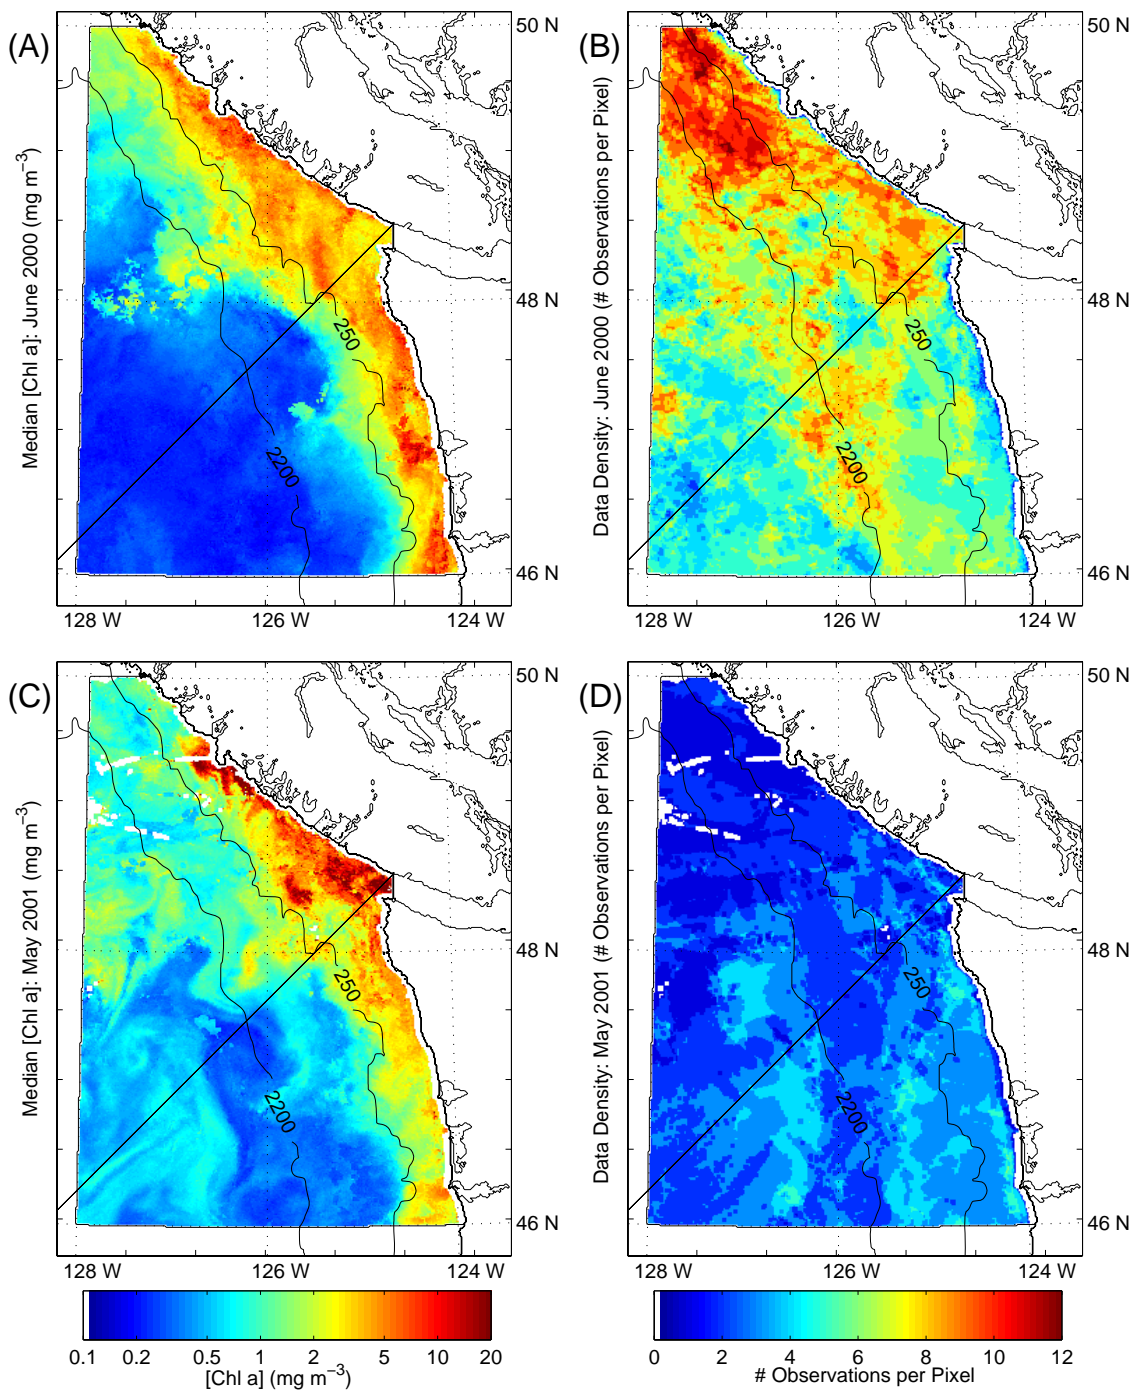 (A)
Median [Chl a]: June 2000 (mg m−3)
50 N
48 N
46 N
250
2200
128 W
126 W
124 W
(B)
Data Density: June 2000 (# Observations per Pixel)
50 N
48 N
46 N
250
2200
128 W
126 W
124 W
(C)
Median [Chl a]: May 2001 (mg m−3)
50 N
48 N
46 N
250
2200
128 W
126 W
124 W
(D)
Data Density: May 2001 (# Observations per Pixel)
50 N
48 N
46 N
250
2200
128 W
126 W
124 W
0.1 0.2 0.5 1 2 5 10 20
[Chl a] (mg m−3)
0 2 4 6 8 10 12
# Observations per Pixel